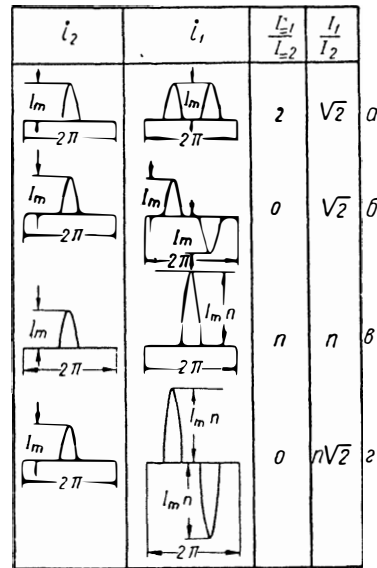 i₂ i₁ I₌₁/I₌₂ I₁/I₂
Iₘ Iₘ 2 √2 а
2π 2π
Iₘ Iₘ 0 √2 б
Iₘ
2π 2π
Iₘ Iₘ n n n в
2π 2π
Iₘ Iₘ n 0 n√2 г
2π Iₘ n
2π